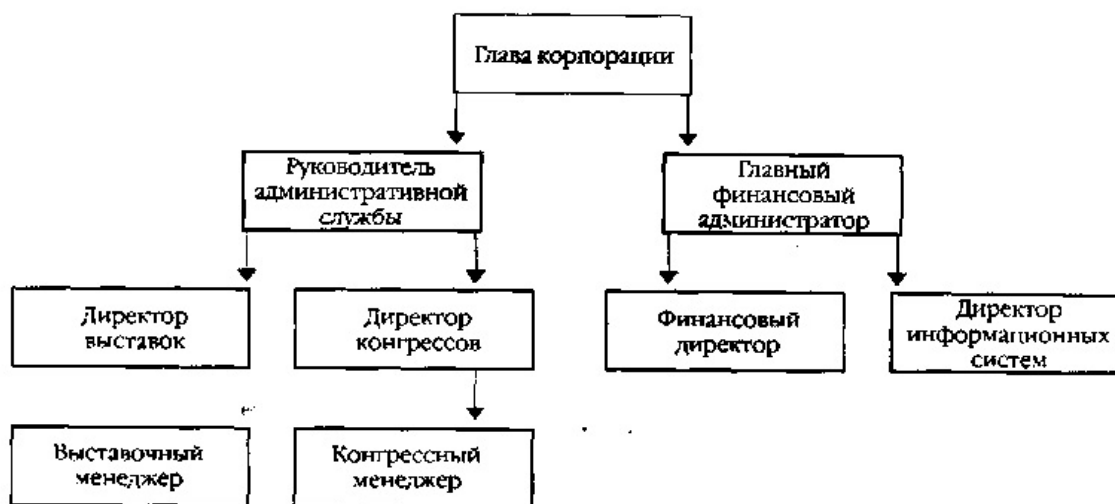 Глава корпорации
Руководитель
административной
службы
Главный
финансовый
администратор
Директор
выставок
Директор
конгрессов
Финансовый
директор
Директор
информационных
систем
Выставочный
менеджер
Конгрессный
менеджер